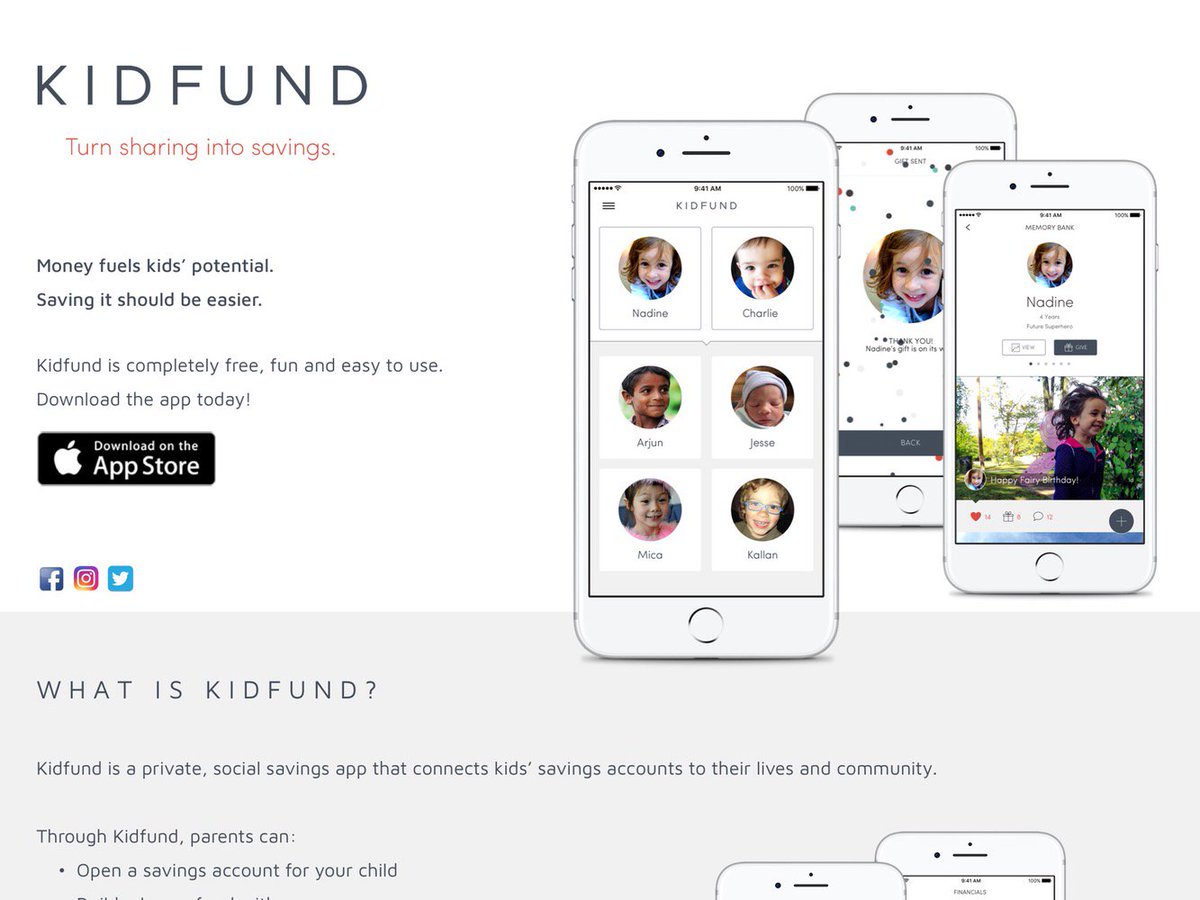 KIDFUND
Turn sharing into savings.
Money fuels kids’ potential.
Saving it should be easier.
Kidfund is completely free, fun and easy to use.
Download the app today!
Download on the
App Store
9:41 AM
100%
KIDFUND
Nadine
Charlie
Arjun
Jesse
Mica
Kallan
9:41 AM
100%
GIFT SENT
THANK YOU!
Nadine's gift is on its
BACK
9:41 AM
100%
MEMORY BANK
Nadine
4 Years
Future Superhero
VIEW
GIVE
Happy Fairy Birthday!
14
8
12
WHAT IS KIDFUND?
Kidfund is a private, social savings app that connects kids’ savings accounts to their lives and community.
Through Kidfund, parents can:
• Open a savings account for your child
9:41 AM
100%
FINANCIALS